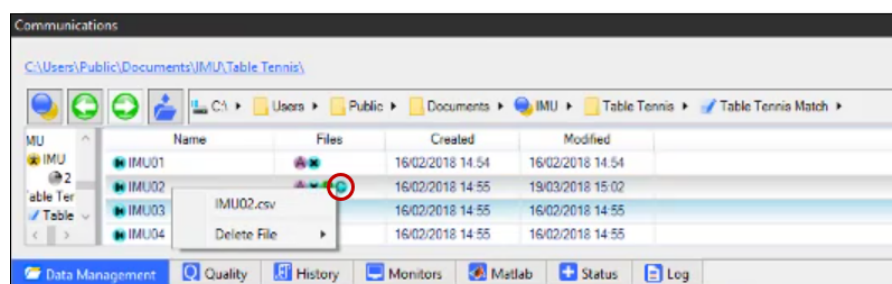 Communications
C:\Users\Public\Documents\IMU\Table Tennis\
C:\ Users Public Documents IMU Table Tennis Table Tennis Match
MU Name Files Created Modified
IMU IMU01 16/02/2018 14:54 16/02/2018 14:54
2 IMU02 16/02/2018 14:55 19/03/2018 15:02
able Ter
IMU02.csv
Table IMU03 16/02/2018 14:55 16/02/2018 14:55
IMU04 Delete File 16/02/2018 14:55 16/02/2018 14:55
Data Management Quality History Monitors Matlab Status Log